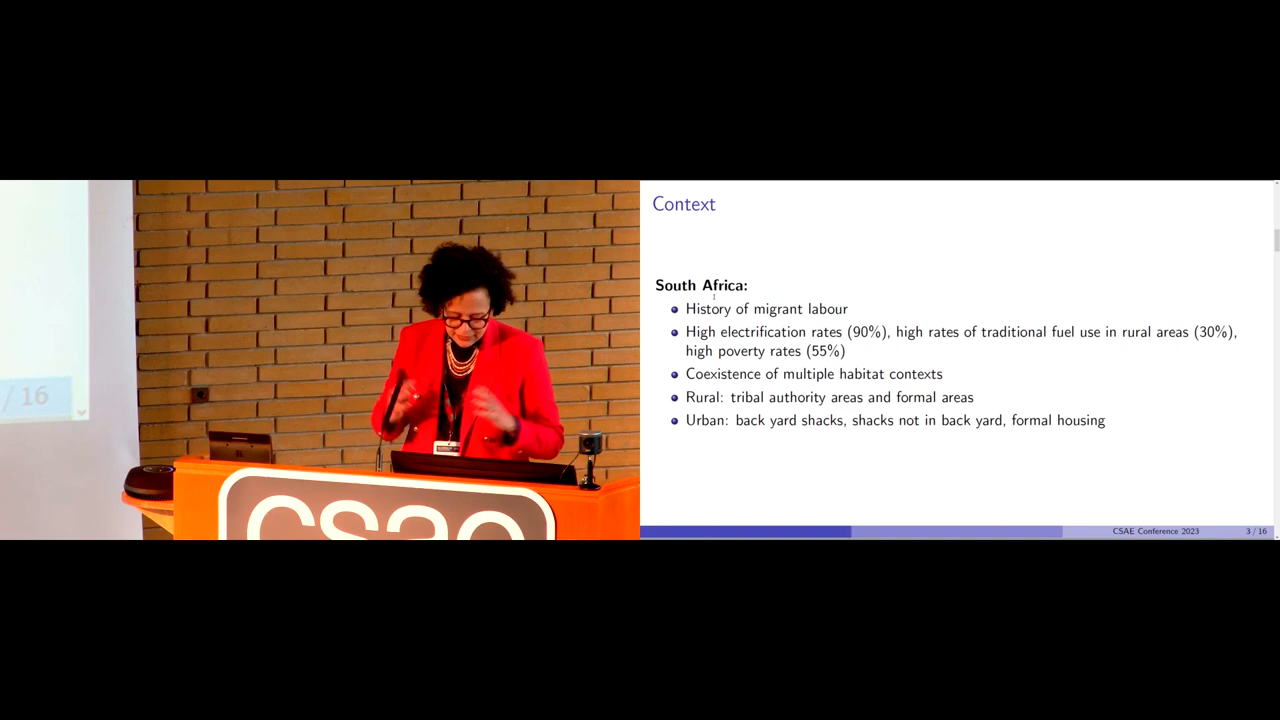 / 16
csae
Context
South Africa:
History of migrant labour
High electrification rates (90%), high rates of traditional fuel use in rural areas (30%),
high poverty rates (55%)
Coexistence of multiple habitat contexts
Rural: tribal authority areas and formal areas
Urban: back yard shacks, shacks not in back yard, formal housing
CSAE Conference 2023
3 / 16